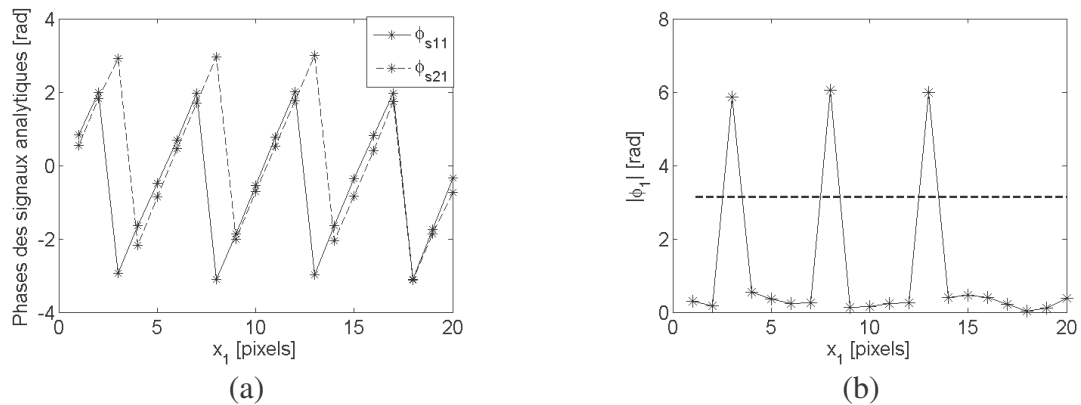 Phases des signaux analytiques [rad]
4
2
0
-2
-4
0
5
10
15
20
x₁ [pixels]
ϕₛ₁₁
ϕₛ₂₁
(a)
|ϕ₁| [rad]
8
6
4
2
0
0
5
10
15
20
x₁ [pixels]
(b)